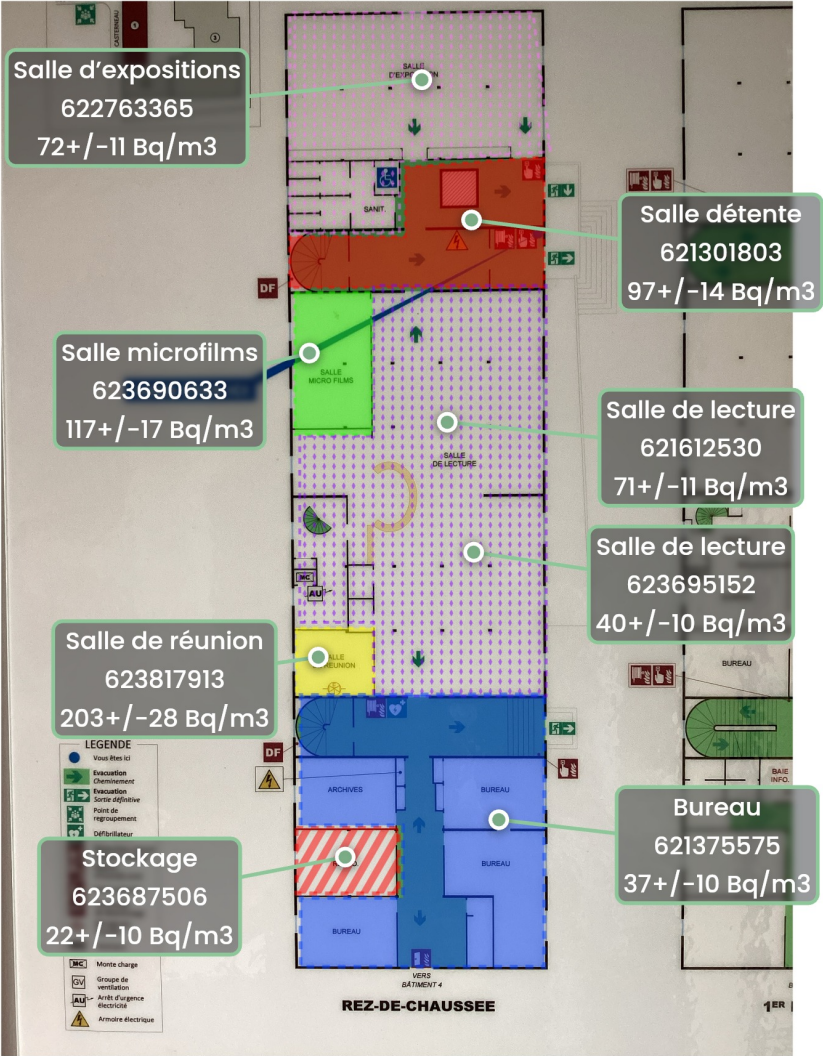 CASTERNEAU
1
3
SALLE
Salle d'expositions
622763365
72+/-11 Bq/m3
SANIT.
Salle détente
621301803
97+/-14 Bq/m3
DF
Salle microfilms
623690633
117+/-17 Bq/m3
SALLE
MICRO FILMS
Salle de lecture
621612530
71+/-11 Bq/m3
SALLE
DE LECTURE
Salle de lecture
623695152
40+/-10 Bq/m3
MC
AU
Salle de réunion
623817913
203+/-28 Bq/m3
BUREAU
DF
LEGENDE
Vous êtes ici
Evacuation
Cheminement
Evacuation
Sortie définitive
Point de
regroupement
Défibrillateur
ARCHIVES
BUREAU
BAIE
INFO.
Bureau
621375575
37+/-10 Bq/m3
Stockage
623687506
22+/-10 Bq/m3
BUREAU
BUREAU
MC Monte charge
GV Groupe de
ventilation
AU Arrêt d'urgence
électricité
Armoire électrique
VERS
BÂTIMENT 4
REZ-DE-CHAUSSEE
1ER